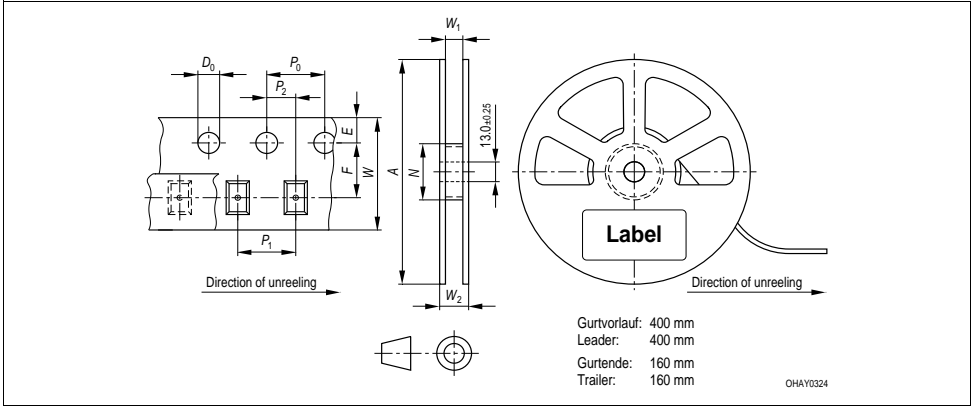 W1
D0
P0
P2
E
F
W
A
N
13.0±0.25
Label
P1
Direction of unreeling
W2
Direction of unreeling
Gurtvorlauf: 400 mm
Leader: 400 mm
Gurtende: 160 mm
Trailer: 160 mm
OHAY0324